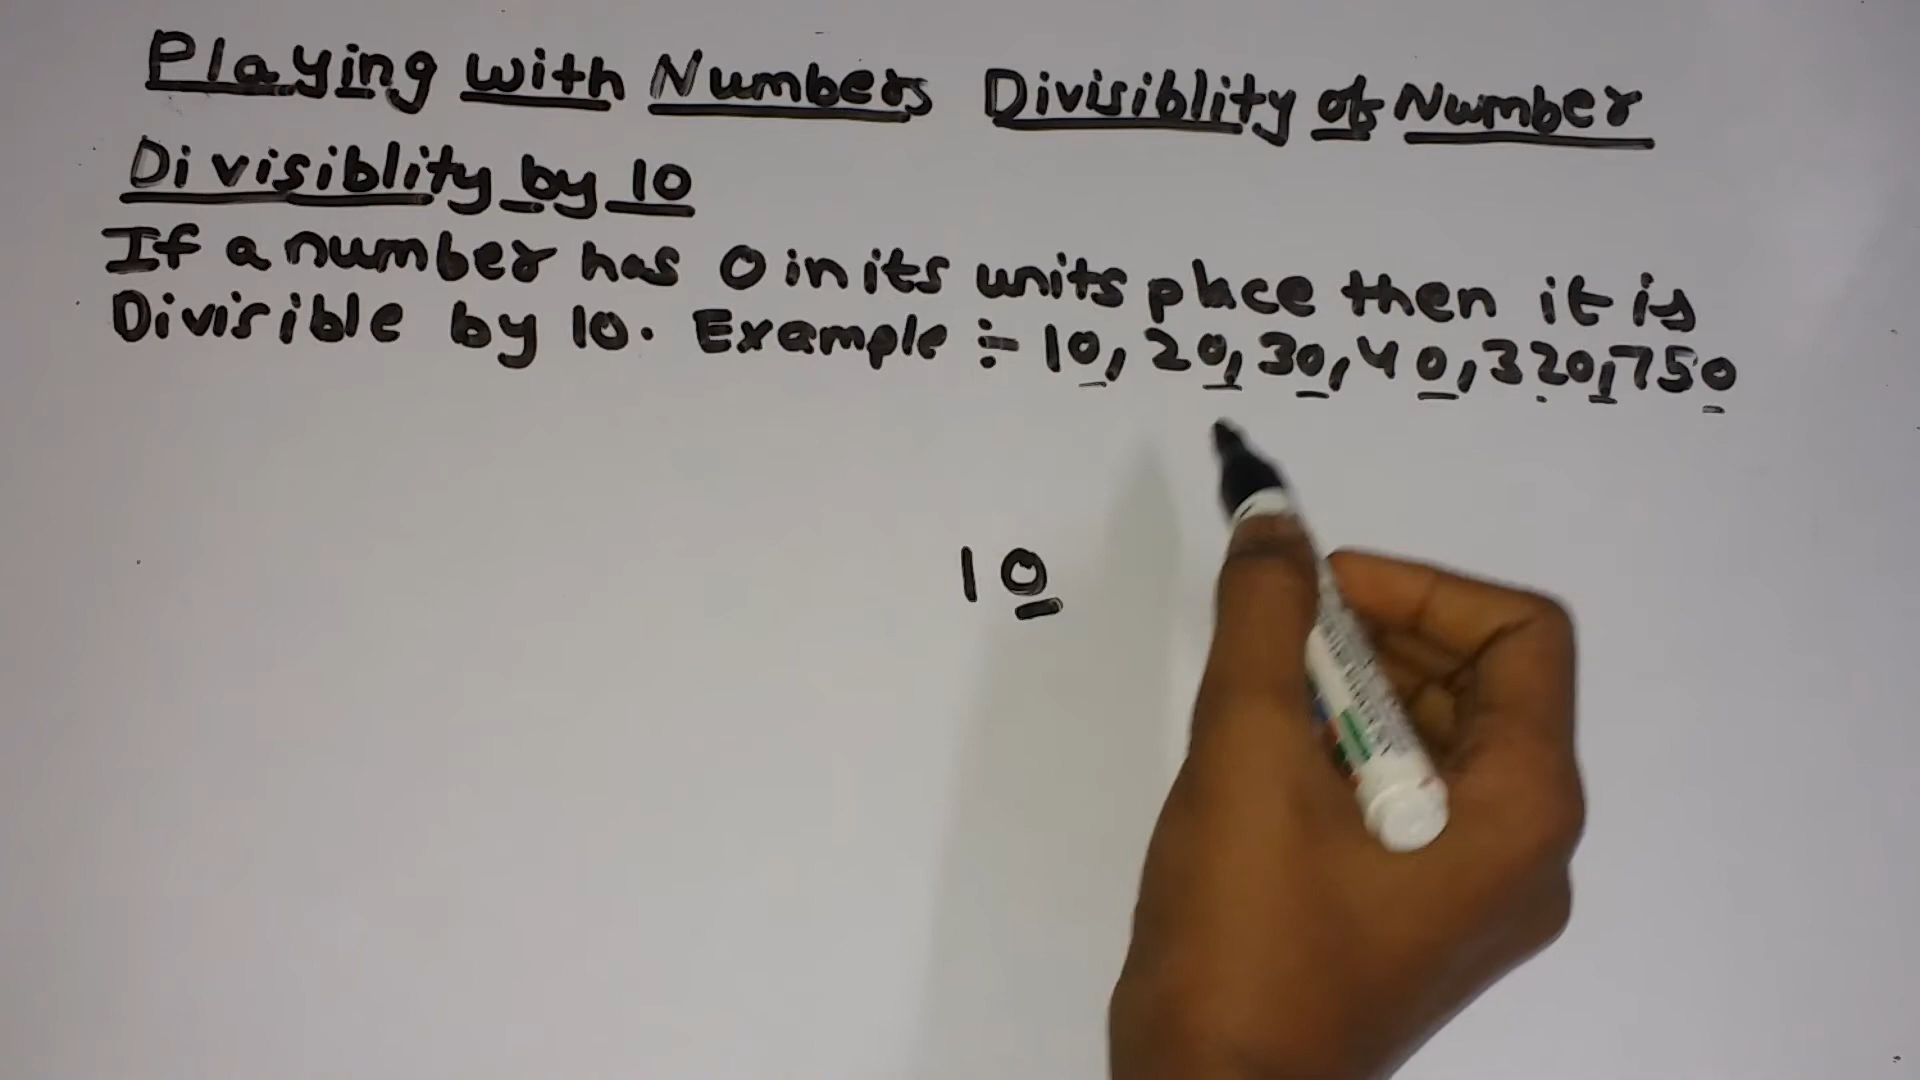 Playing with Numbers Divisiblity of Number
Divisiblity by 10
If a number has 0 in its units place then it is
Divisible by 10. Example :- 10, 20, 30, 40, 320, 750
10